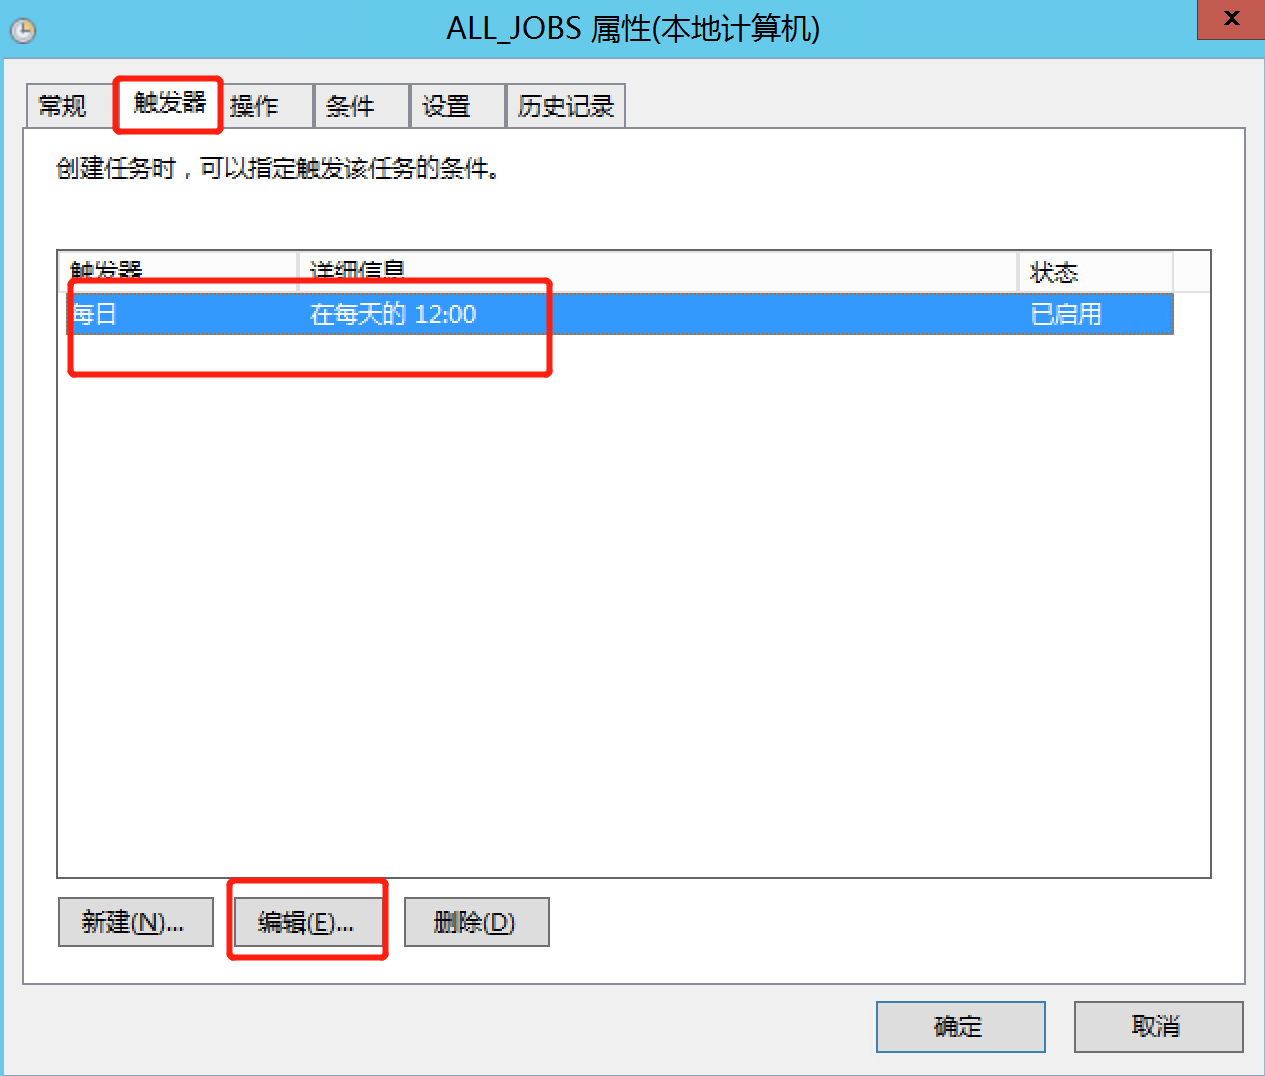 ALL_JOBS 属性(本地计算机)
x
常规 触发器 操作 条件 设置 历史记录
创建任务时，可以指定触发该任务的条件。
触发器 详细信息 状态
每日 在每天的 12:00 已启用
新建(N)... 编辑(E)... 删除(D)
确定 取消